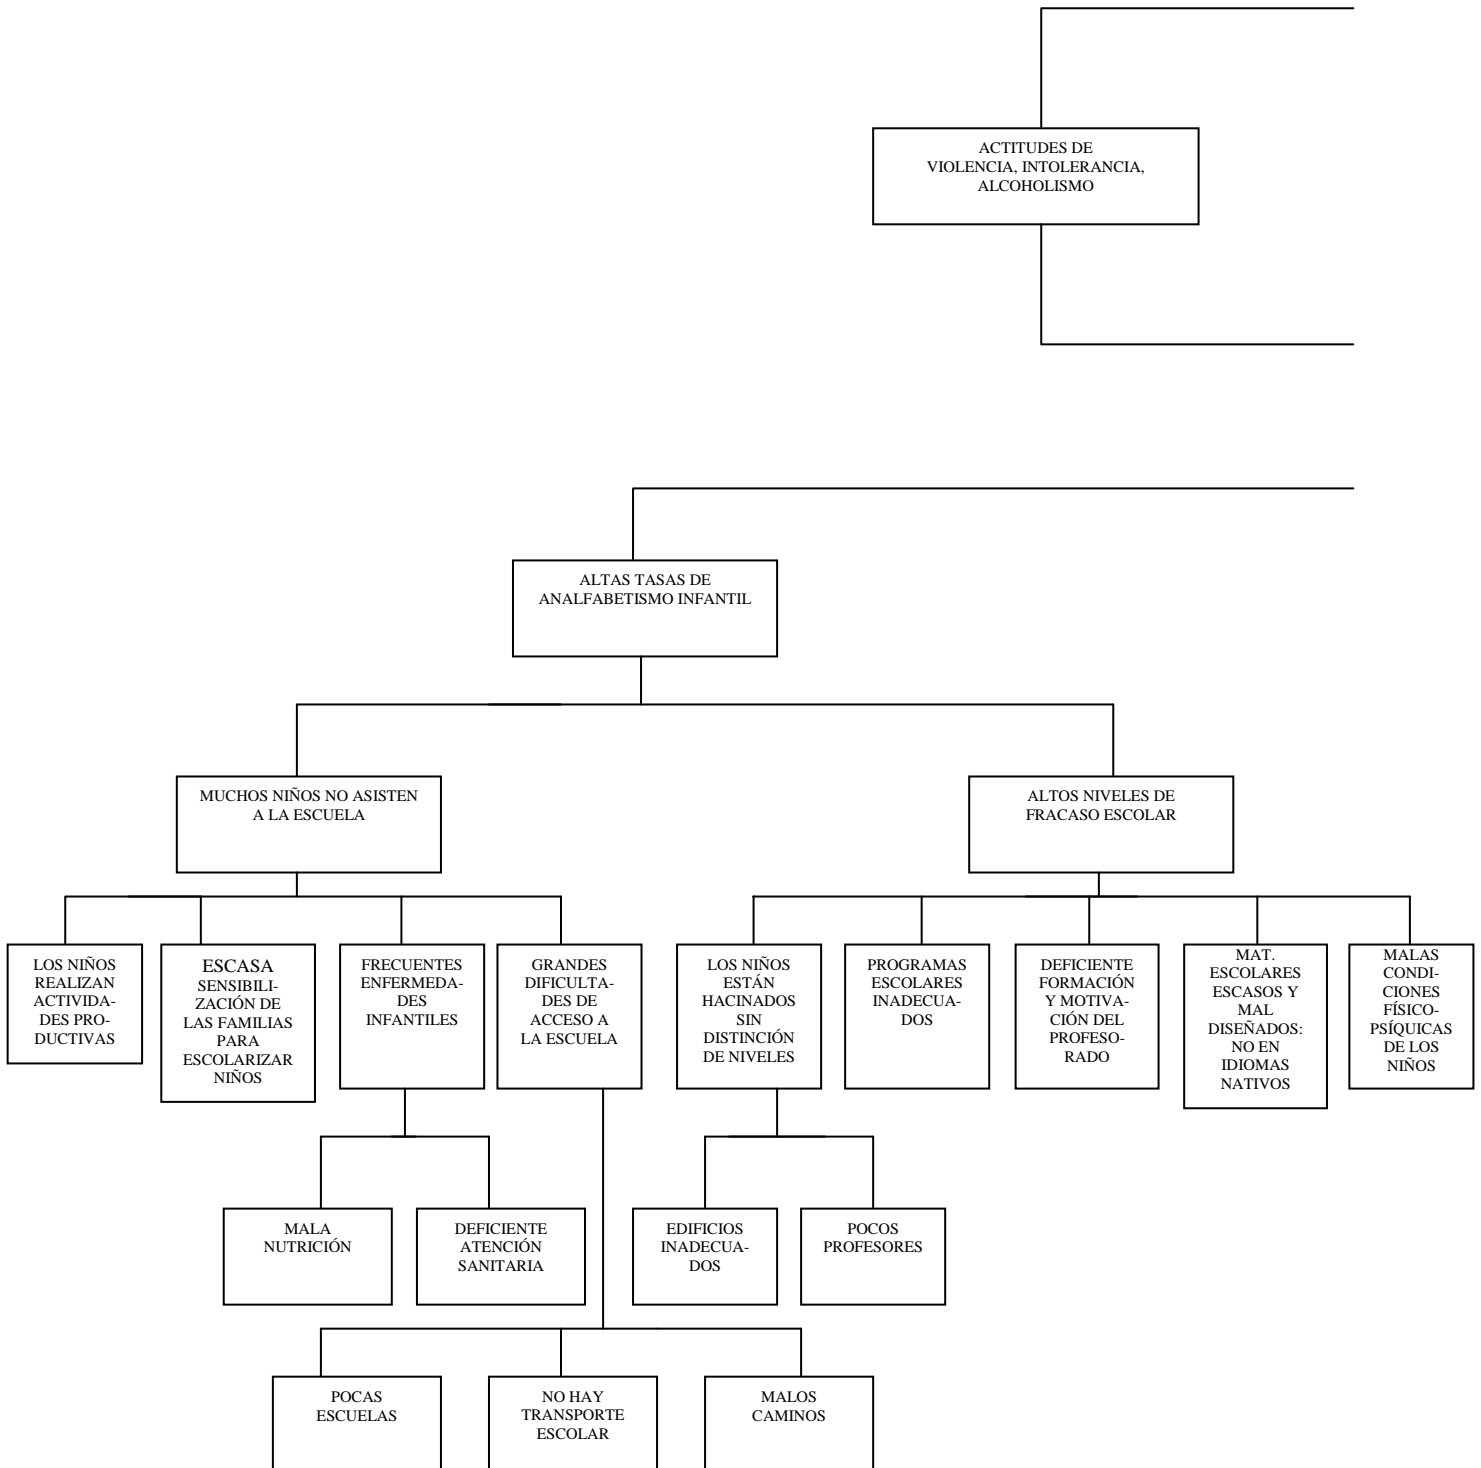 ACTITUDES DE
VIOLENCIA, INTOLERANCIA,
ALCOHOLISMO
ALTAS TASAS DE
ANALFABETISMO INFANTIL
MUCHOS NIÑOS NO ASISTEN
A LA ESCUELA
ALTOS NIVELES DE
FRACASO ESCOLAR
LOS NIÑOS
REALIZAN
ACTIVIDA-
DES PRO-
DUCTIVAS
ESCASA
SENSIBILI-
ZACIÓN DE
LAS FAMILIAS
PARA
ESCOLARIZAR
NIÑOS
FRECUENTES
ENFERMEDA-
DES
INFANTILES
GRANDES
DIFICULTA-
DES DE
ACCESO A
LA ESCUELA
LOS NIÑOS
ESTÁN
HACINADOS
SIN
DISTINCIÓN
DE NIVELES
PROGRAMAS
ESCOLARES
INADECUA-
DOS
DEFICIENTE
FORMACIÓN
Y MOTIVA-
CIÓN DEL
PROFESO-
RADO
MAT.
ESCOLARES
ESCASOS Y
MAL
DISEÑADOS:
NO EN
IDIOMAS
NATIVOS
MALAS
CONDI-
CIONES
FÍSICO-
PSÍQUICAS
DE LOS
NIÑOS
MALA
NUTRICIÓN
DEFICIENTE
ATENCIÓN
SANITARIA
EDIFICIOS
INADECUA-
DOS
POCOS
PROFESORES
POCAS
ESCUELAS
NO HAY
TRANSPORTE
ESCOLAR
MALOS
CAMINOS